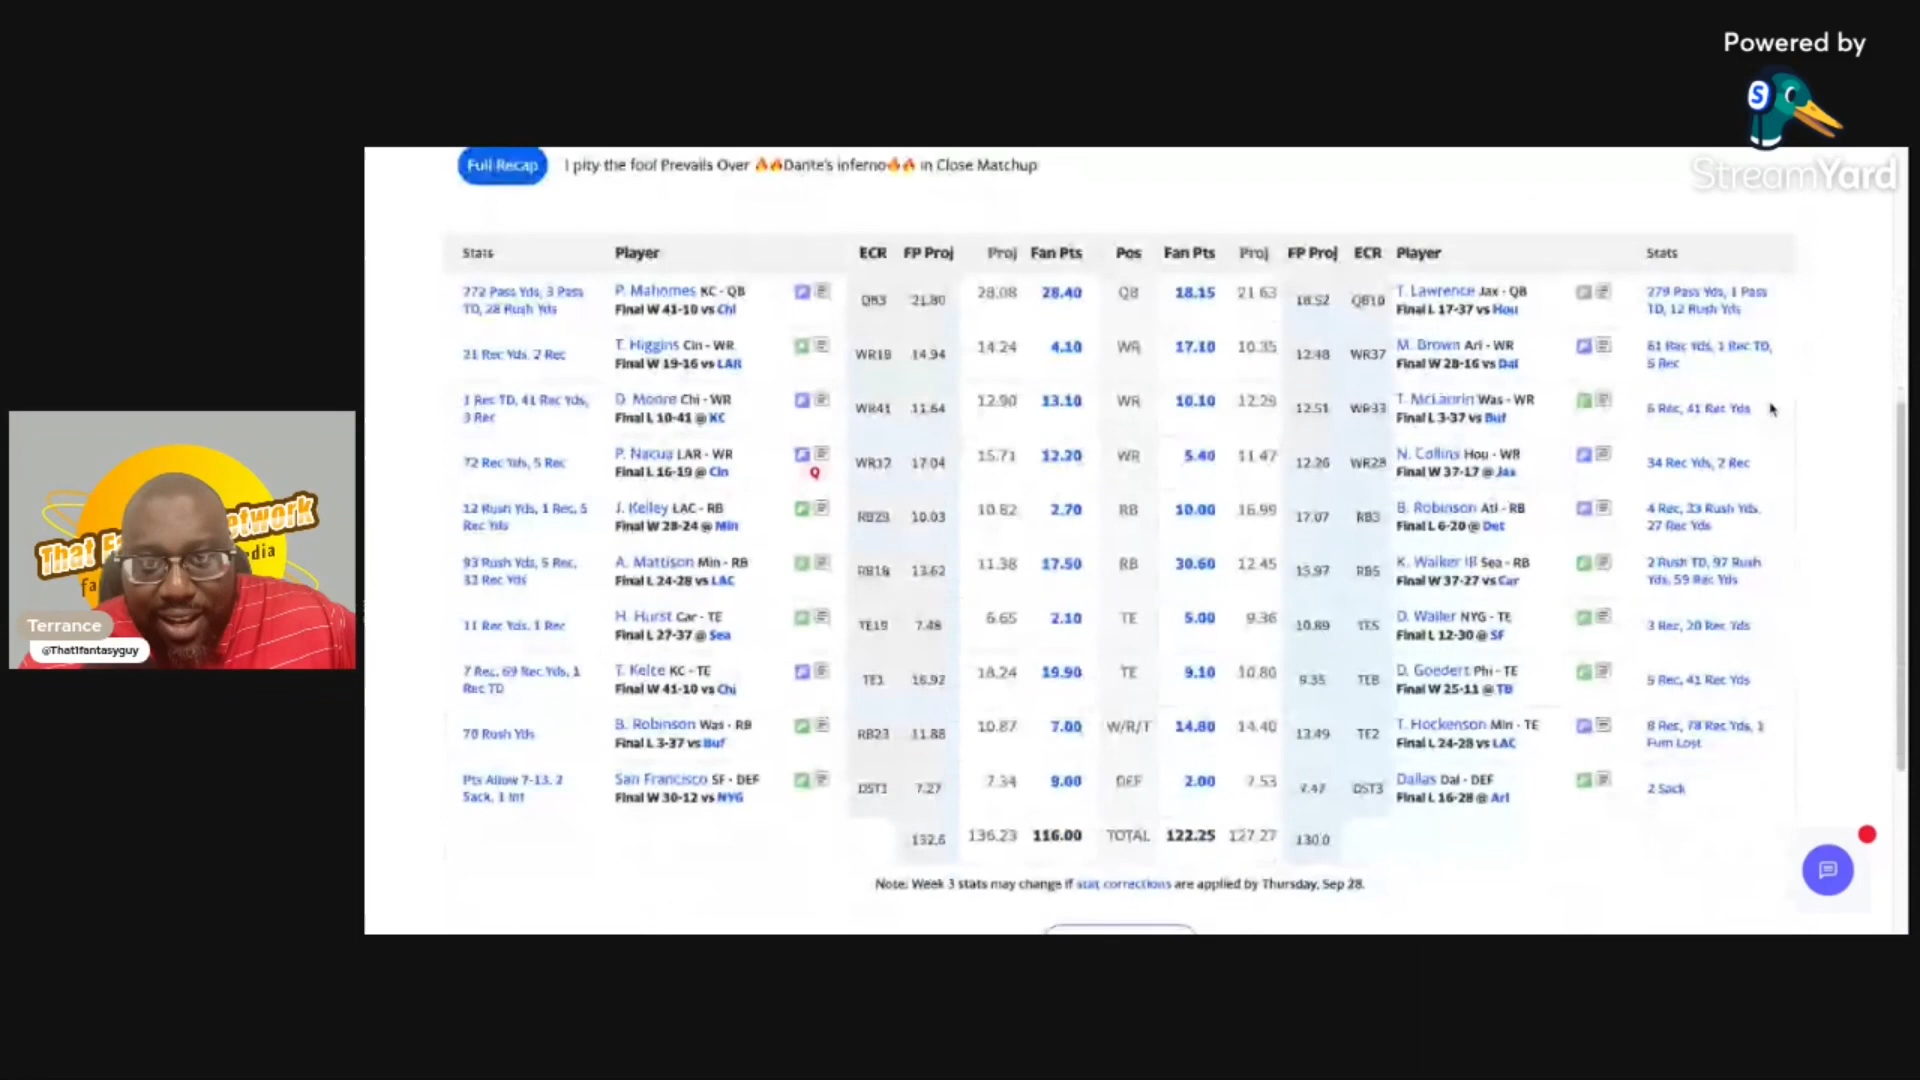 Powered by
S
StreamYard
Full Recap I pity the fool Prevails Over 🔥🔥Dante's inferno🔥🔥 in Close Matchup
Stats Player ECR FP Proj Proj Fan Pts Pos Fan Pts Proj FP Proj ECR Player Stats
272 Pass Yds, 3 Pass TD, 28 Rush Yds P. Mahomes KC - QB Final W 41-10 vs Chi QB3 21.80 28.08 28.40 QB 18.15 21.63 18.52 QB10 T. Lawrence Jax - QB Final L 17-37 vs Hou 279 Pass Yds, 1 Pass TD, 12 Rush Yds
21 Rec Yds, 2 Rec T. Higgins Cin - WR Final W 19-16 vs LAR WR18 14.94 14.24 4.10 WR 17.10 10.35 12.48 WR37 M. Brown Ari - WR Final W 28-16 vs Dal 61 Rec Yds, 1 Rec TD, 5 Rec
1 Rec TD, 41 Rec Yds, 3 Rec D. Moore Chi - WR Final L 10-41 @ KC WR41 11.64 12.90 13.10 WR 10.10 12.29 12.51 WR33 T. McLaurin Was - WR Final L 3-37 vs Buf 6 Rec, 41 Rec Yds
72 Rec Yds, 5 Rec P. Nacua LAR - WR Final L 16-19 @ Cin Q WR12 17.04 15.71 12.20 WR 5.40 11.47 12.26 WR28 N. Collins Hou - WR Final W 37-17 @ Jax 34 Rec Yds, 2 Rec
12 Rush Yds, 1 Rec, 5 Rec Yds J. Kelley LAC - RB Final W 28-24 @ Min RB29 10.03 10.82 2.70 RB 10.00 16.99 17.07 RB3 B. Robinson Atl - RB Final L 6-20 @ Det 4 Rec, 33 Rush Yds, 27 Rec Yds
93 Rush Yds, 5 Rec, 32 Rec Yds A. Mattison Min - RB Final L 24-28 vs LAC RB18 13.62 11.38 17.50 RB 30.60 12.45 15.97 RB5 K. Walker III Sea - RB Final W 37-27 vs Car 2 Rush TD, 97 Rush Yds, 59 Rec Yds
11 Rec Yds, 1 Rec H. Hurst Car - TE Final L 27-37 @ Sea TE19 7.48 6.65 2.10 TE 5.00 9.36 10.89 TE5 D. Waller NYG - TE Final L 12-30 @ SF 3 Rec, 20 Rec Yds
7 Rec, 69 Rec Yds, 1 Rec TD T. Kelce KC - TE Final W 41-10 vs Chi TE1 16.92 18.24 19.90 TE 9.10 10.80 9.35 TE8 D. Goedert Phi - TE Final W 25-11 @ TB 5 Rec, 41 Rec Yds
70 Rush Yds B. Robinson Was - RB Final L 3-37 vs Buf RB23 11.88 10.87 7.00 W/R/T 14.80 14.40 13.49 TE2 T. Hockenson Min - TE Final L 24-28 vs LAC 8 Rec, 78 Rec Yds, 1 Fum Lost
Pts Allow 7-13, 2 Sack, 1 Int San Francisco SF - DEF Final W 30-12 vs NYG DST1 7.27 7.34 9.00 DEF 2.00 7.53 7.47 DST3 Dallas Dal - DEF Final L 16-28 @ Ari 2 Sack
132.6 136.23 116.00 TOTAL 122.25 127.27 130.0
Note: Week 3 stats may change if stat corrections are applied by Thursday, Sep 28.
That
etwork
dia
fa
Terrance
@That1fantasyguy